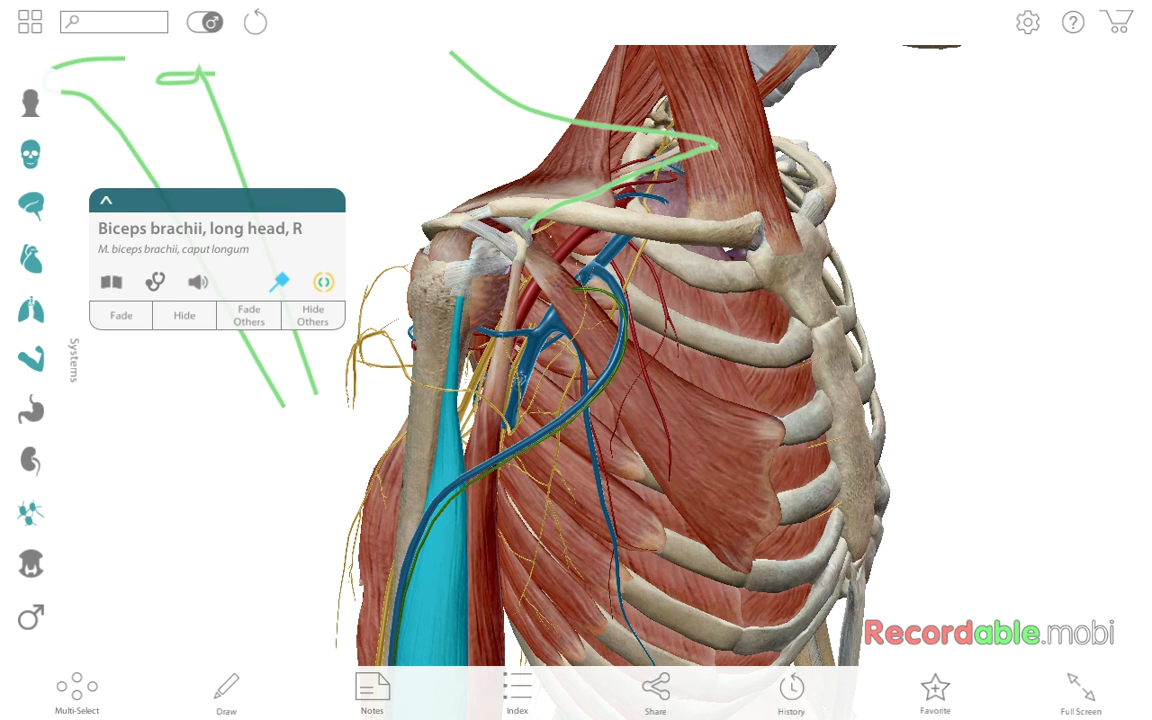 Biceps brachii, long head, R
M. biceps brachii, caput longum
Fade
Hide
Fade Others
Hide Others
Systems
Recordable.mobi
Multi-Select
Draw
Notes
Index
Share
History
Favorite
Full Screen